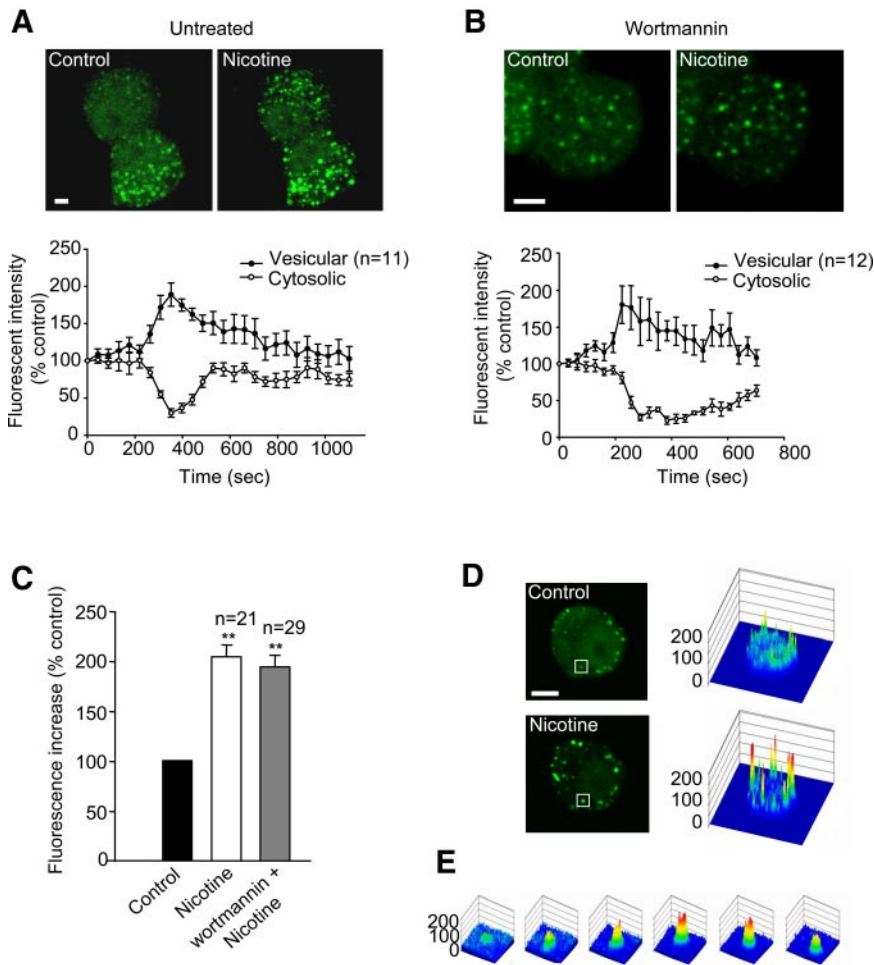 A
Untreated
Control
Nicotine
Fluorescent intensity
(% control)
250
200
150
100
50
0
Vesicular (n=11)
Cytosolic
0 200 400 600 800 1000
Time (sec)
B
Wortmannin
Control
Nicotine
Fluorescent intensity
(% control)
250
200
150
100
50
0
Vesicular (n=12)
Cytosolic
0 200 400 600 800
Time (sec)
C
Fluorescence increase (% control)
250
200
150
100
50
0
n=21
**
n=29
**
Control
Nicotine
wortmannin +
Nicotine
D
Control
200
100
0
Nicotine
200
100
0
E
200
100
0